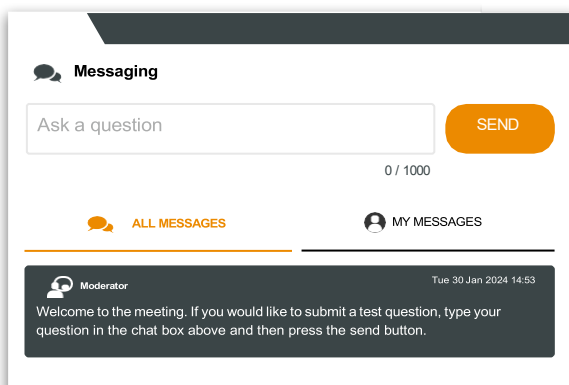 Messaging
Ask a question
SEND
0 / 1000
ALL MESSAGES
MY MESSAGES
Moderator
Tue 30 Jan 2024 14:53
Welcome to the meeting. If you would like to submit a test question, type your
question in the chat box above and then press the send button.